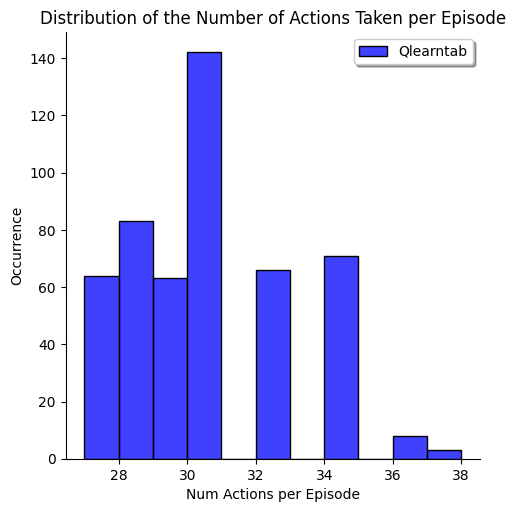 Distribution of the Number of Actions Taken per Episode
Qlearntab
140
120
100
80
60
40
20
0
Occurrence
28 30 32 34 36 38
Num Actions per Episode